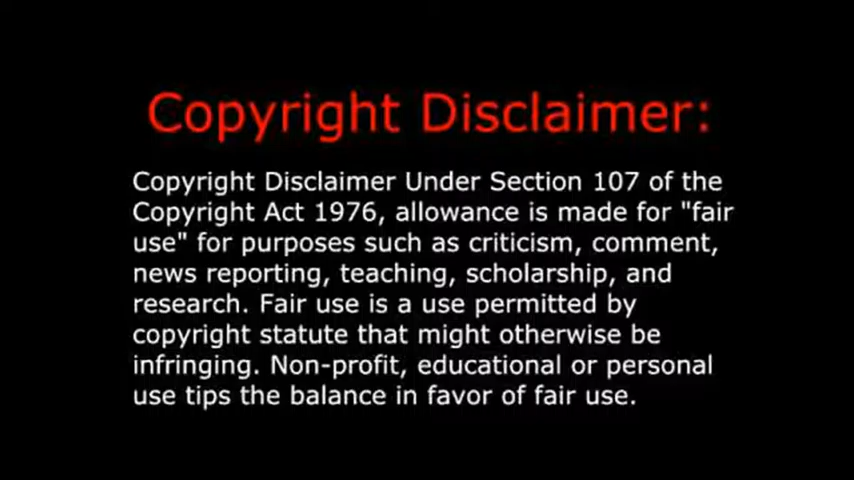 Copyright Disclaimer:
Copyright Disclaimer Under Section 107 of the
Copyright Act 1976, allowance is made for "fair
use" for purposes such as criticism, comment,
news reporting, teaching, scholarship, and
research. Fair use is a use permitted by
copyright statute that might otherwise be
infringing. Non-profit, educational or personal
use tips the balance in favor of fair use.